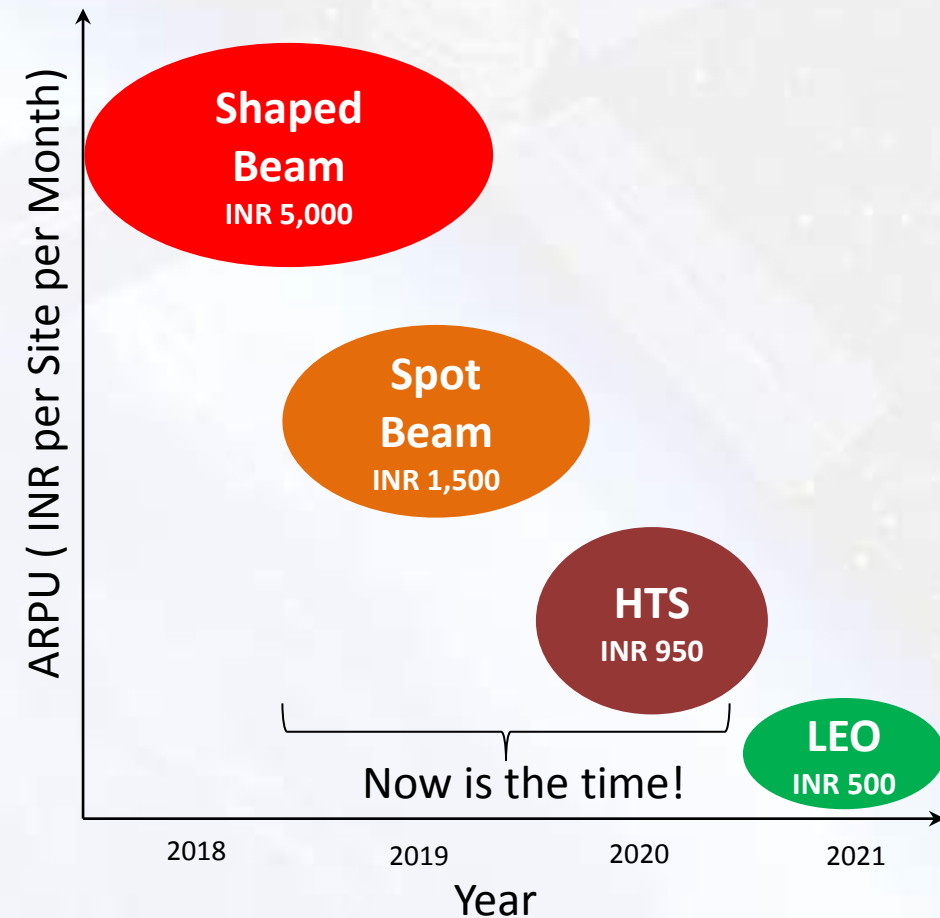 ARPU ( INR per Site per Month)
Shaped
Beam
INR 5,000
Spot
Beam
INR 1,500
HTS
INR 950
LEO
INR 500
Now is the time!
2018
2019
2020
2021
Year